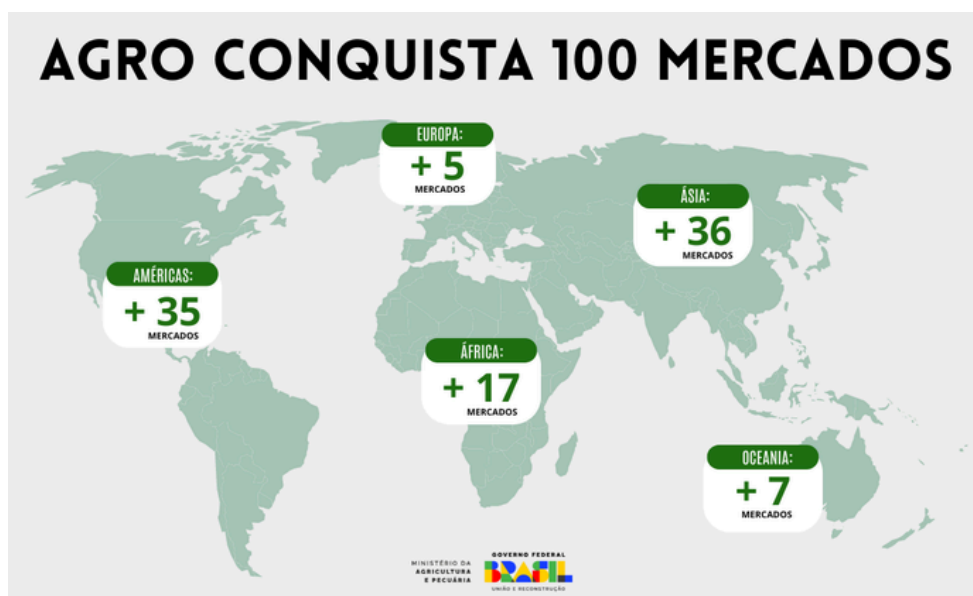 AGRO CONQUISTA 100 MERCADOS
EUROPA:
+ 5
MERCADOS
ÁSIA:
+ 36
MERCADOS
AMÉRICAS:
+ 35
MERCADOS
ÁFRICA:
+ 17
MERCADOS
OCEANIA:
+ 7
MERCADOS
MINISTÉRIO DA
AGRICULTURA
E PECUÁRIA
GOVERNO FEDERAL
BRASIL
UNIÃO E RECONSTRUÇÃO